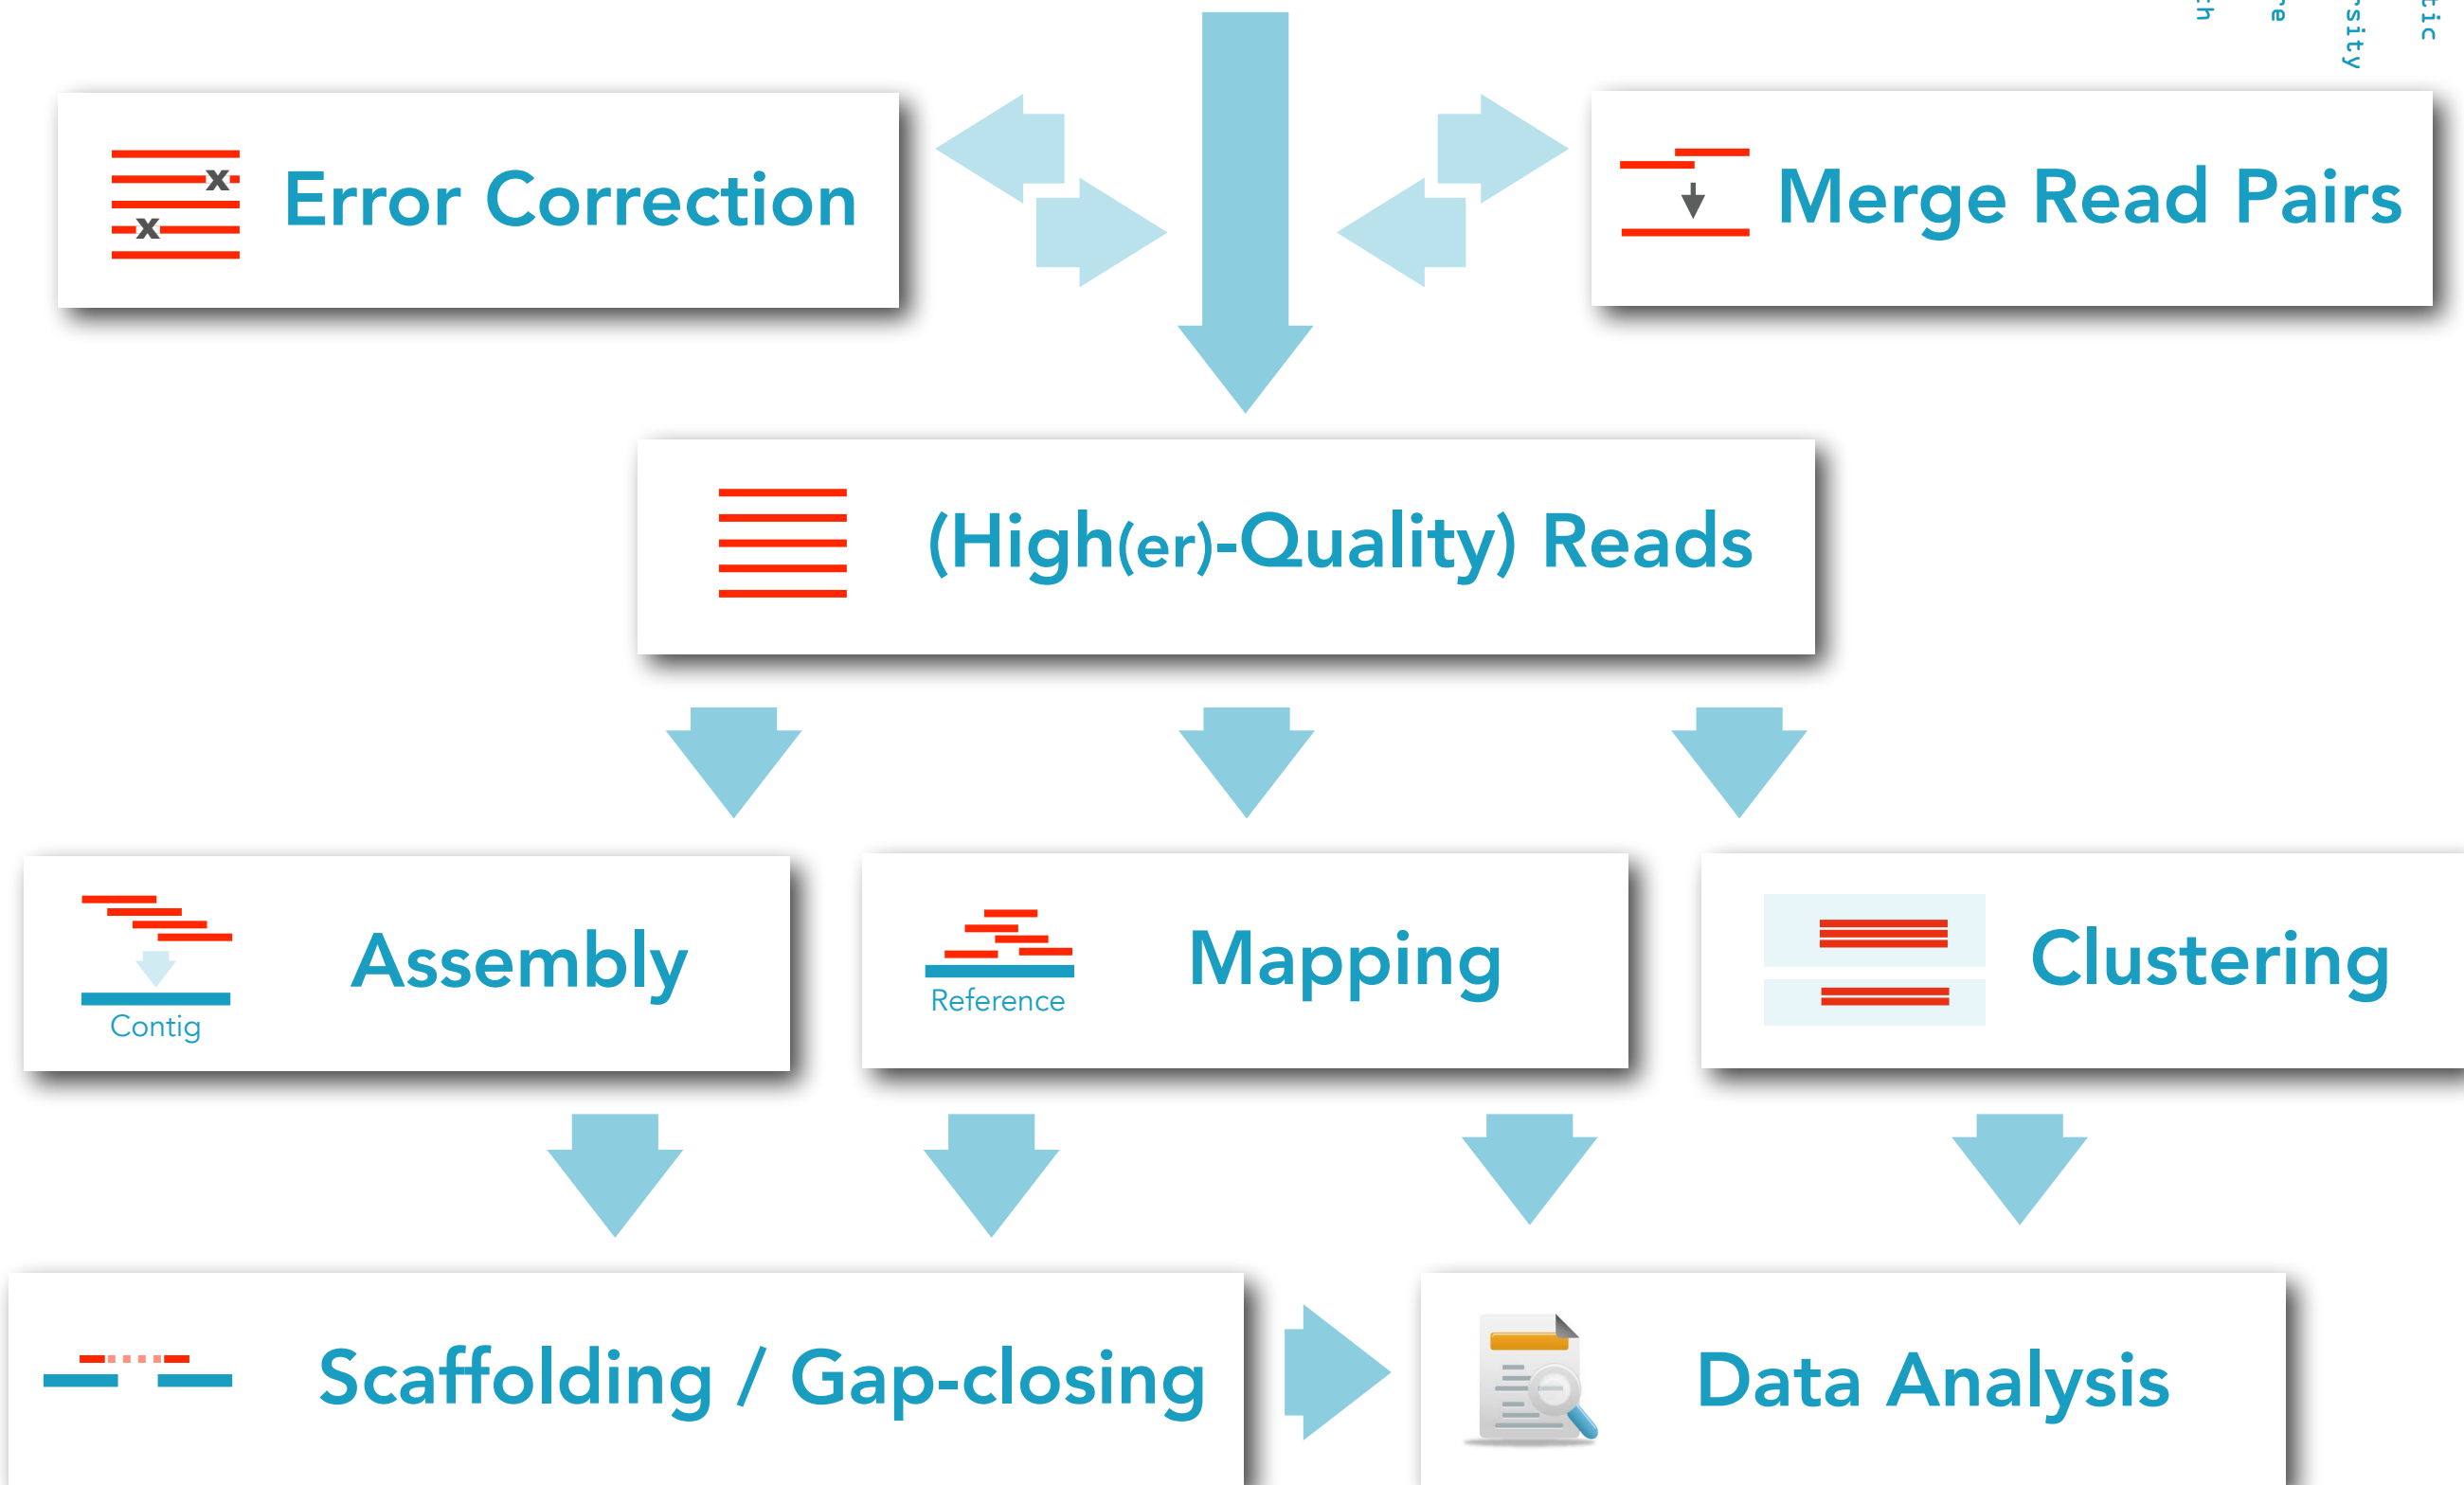 Error Correction
Merge Read Pairs
(High(er)-Quality) Reads
Assembly
Contig
Mapping
Reference
Clustering
Scaffolding / Gap-closing
Data Analysis